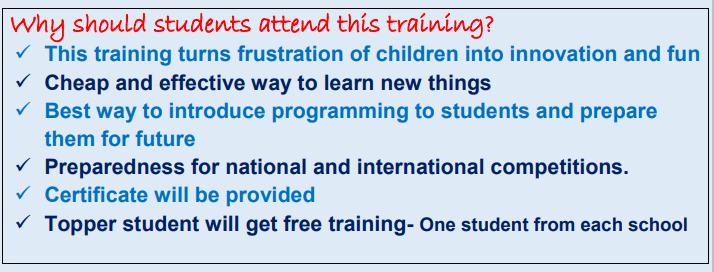 Why should students attend this training?
✓ This training turns frustration of children into innovation and fun
✓ Cheap and effective way to learn new things
✓ Best way to introduce programming to students and prepare
them for future
✓ Preparedness for national and international competitions.
✓ Certificate will be provided
✓ Topper student will get free training- One student from each school